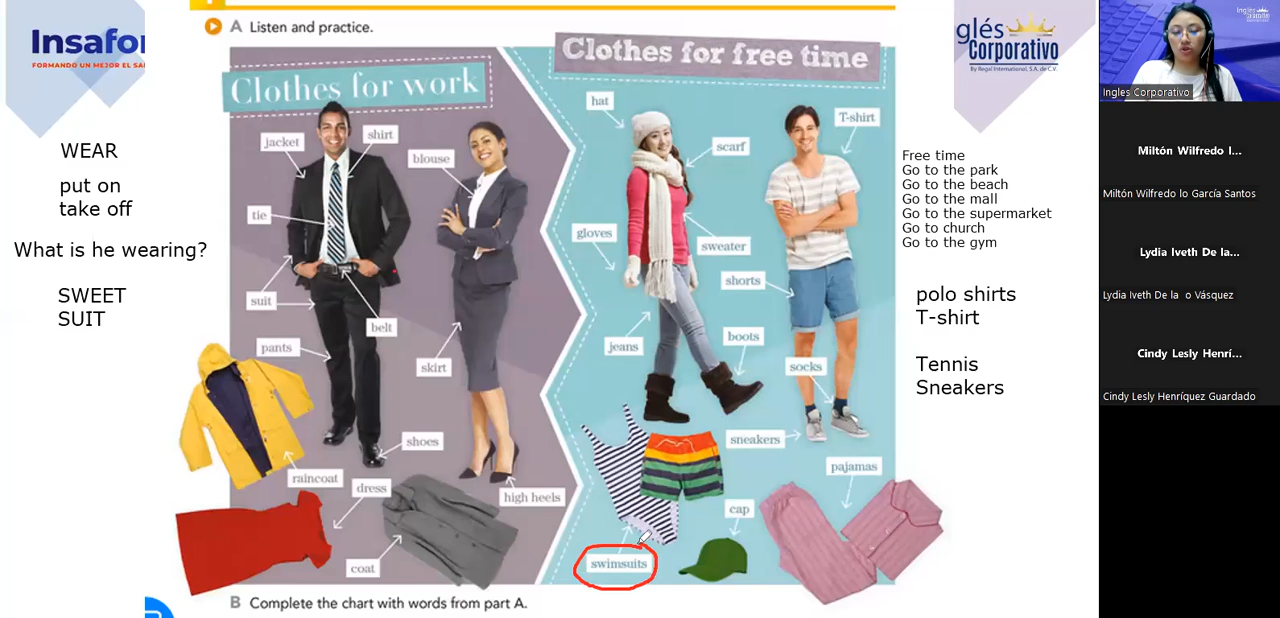 Insafo
FORMANDO UN MEJOR EL SA
A Listen and practice.
glés
Corporativo
By Regal International, S.A. de C.V.
Ingles Corporativo
Clothes for work
Clothes for free time
WEAR
put on
take off
What is he wearing?
SWEET
SUIT
jacket
shirt
blouse
tie
suit
belt
pants
skirt
shoes
raincoat
dress
high heels
coat
hat
T-shirt
scarf
gloves
sweater
shorts
jeans
boots
socks
sneakers
pajamas
cap
swimsuits
Free time
Go to the park
Go to the beach
Go to the mall
Go to the supermarket
Go to church
Go to the gym
polo shirts
T-shirt
Tennis
Sneakers
B Complete the chart with words from part A.
Miltón Wilfredo l...
Miltón Wilfredo lo García Santos
Lydia Iveth De la...
Lydia Iveth De la o Vásquez
Cindy Lesly Henrí...
Cindy Lesly Henríquez Guardado